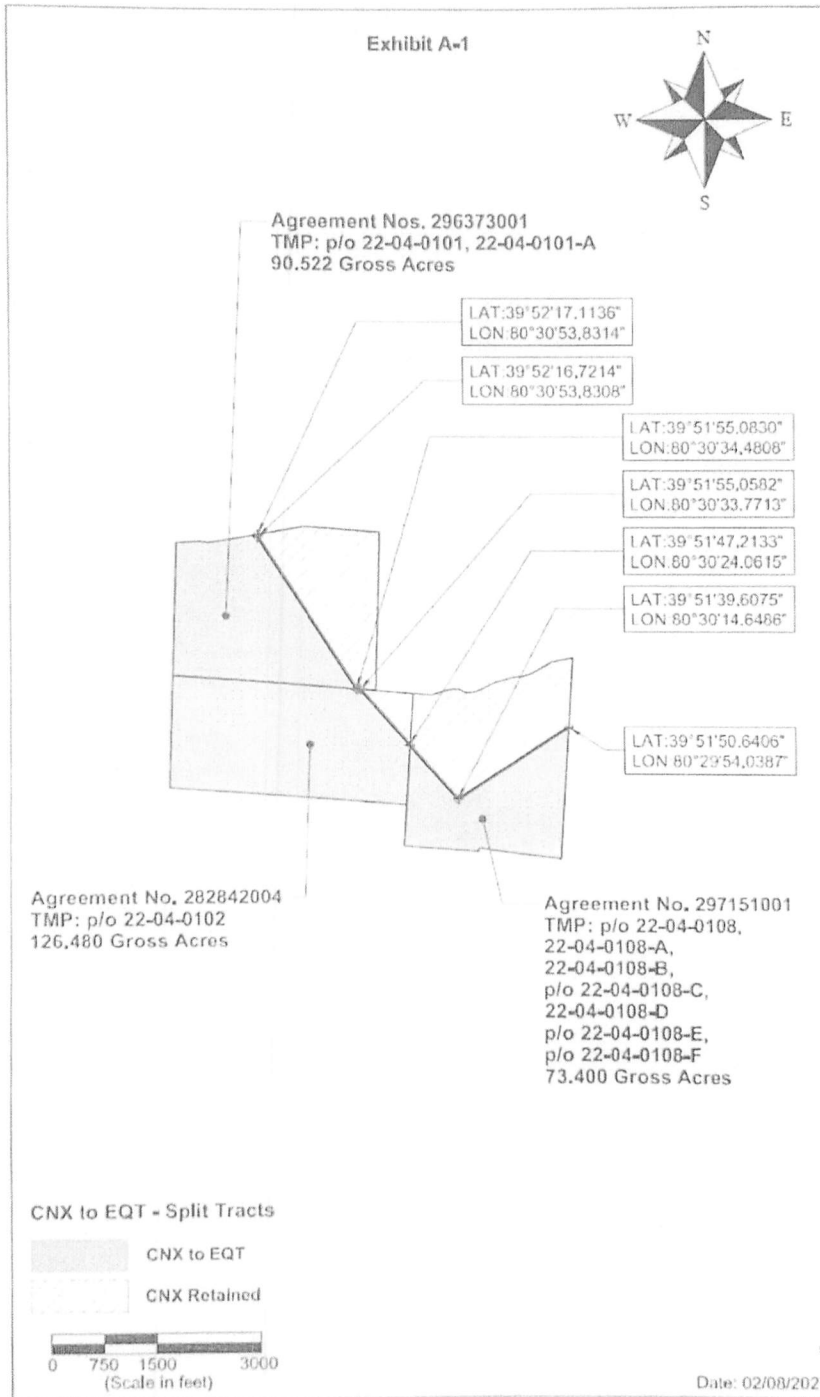 Exhibit A-1
N
W
E
S
Agreement Nos. 296373001
TMP: p/o 22-04-0101, 22-04-0101-A
90.522 Gross Acres
LAT:39°52'17.1136"
LON:80°30'53.8314"
LAT:39°52'16.7214"
LON:80°30'53.8308"
LAT:39°51'55.0830"
LON:80°30'34.4808"
LAT:39°51'55.0582"
LON:80°30'33.7713"
LAT:39°51'47.2133"
LON:80°30'24.0615"
LAT:39°51'39.6075"
LON:80°30'14.6486"
LAT:39°51'50.6406"
LON:80°29'54.0387"
Agreement No. 282842004
TMP: p/o 22-04-0102
126.480 Gross Acres
Agreement No. 297151001
TMP: p/o 22-04-0108,
22-04-0108-A,
22-04-0108-B,
p/o 22-04-0108-C,
22-04-0108-D
p/o 22-04-0108-E,
p/o 22-04-0108-F
73.400 Gross Acres
CNX to EQT - Split Tracts
CNX to EQT
CNX Retained
0 750 1500 3000
(Scale in feet)
Date: 02/08/202